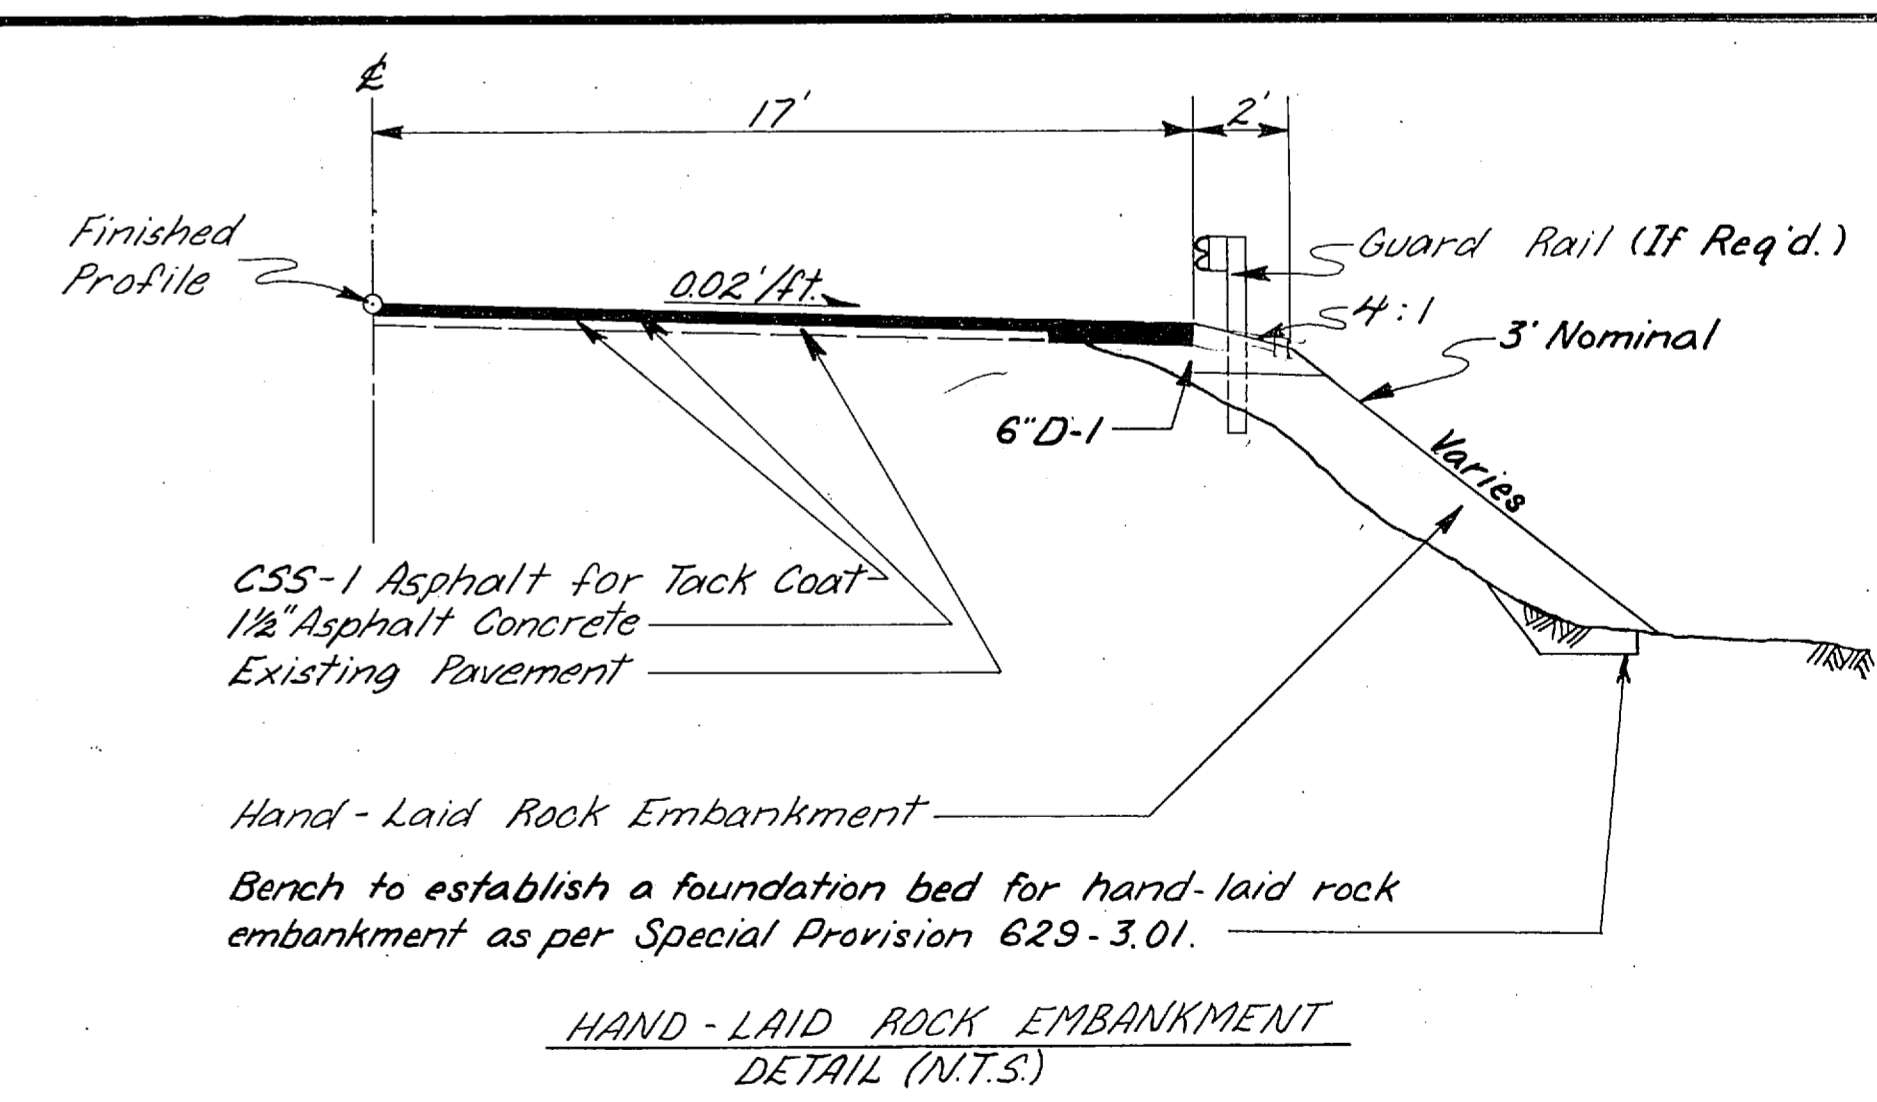 ℄
17'
2'
Finished
Profile
0.02'/ft.
Guard Rail (If Req'd.)
4:1
3' Nominal
6" D-1
Varies
CSS-1 Asphalt for Tack Coat
1½" Asphalt Concrete
Existing Pavement
Hand-Laid Rock Embankment
Bench to establish a foundation bed for hand-laid rock
embankment as per Special Provision 629-3.01.
HAND-LAID ROCK EMBANKMENT
DETAIL (N.T.S.)